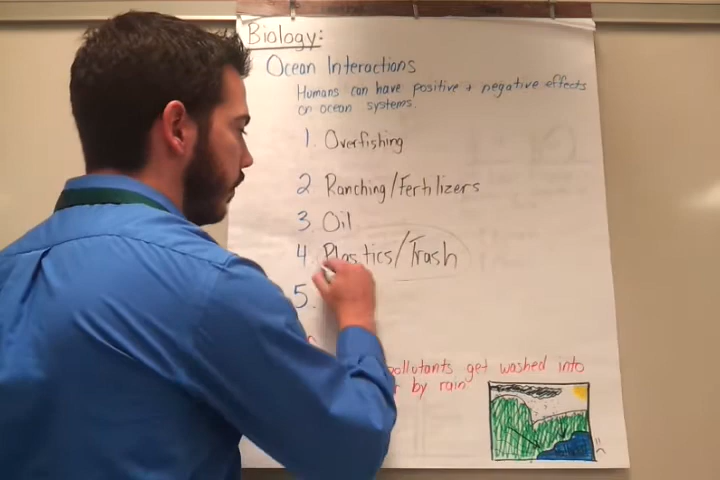 Biology:
Ocean Interactions
Humans can have positive + negative effects
on ocean systems.
1. Overfishing
2 Ranching/Fertilizers
3. Oil
4. Plastics/Trash
5.
pollutants get washed into
by rain